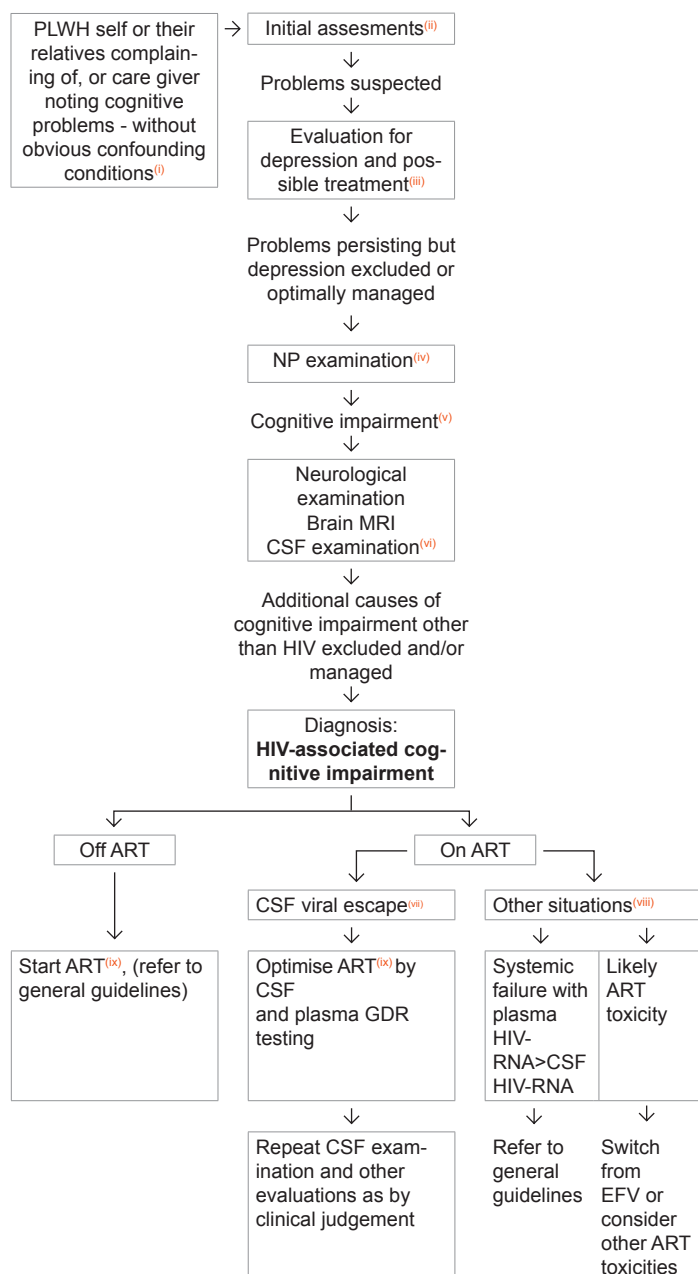 PLWH self or their
relatives complain-
ing of, or care giver
noting cognitive
problems - without
obvious confounding
conditions(i)
Initial assesments(ii)
Problems suspected
Evaluation for
depression and pos-
sible treatment(iii)
Problems persisting but
depression excluded or
optimally managed
NP examination(iv)
Cognitive impairment(v)
Neurological
examination
Brain MRI
CSF examination(vi)
Additional causes of
cognitive impairment other
than HIV excluded and/or
managed
Diagnosis:
HIV-associated cog-
nitive impairment
Off ART
On ART
CSF viral escape(vii)
Other situations(viii)
Start ART(ix), (refer to
general guidelines)
Optimise ART(ix) by
CSF
and plasma GDR
testing
Systemic
failure with
plasma
HIV-
RNA>CSF
HIV-RNA
Likely
ART
toxicity
Repeat CSF exam-
ination and other
evaluations as by
clinical judgement
Refer to
general
guidelines
Switch
from
EFV or
consider
other ART
toxicities